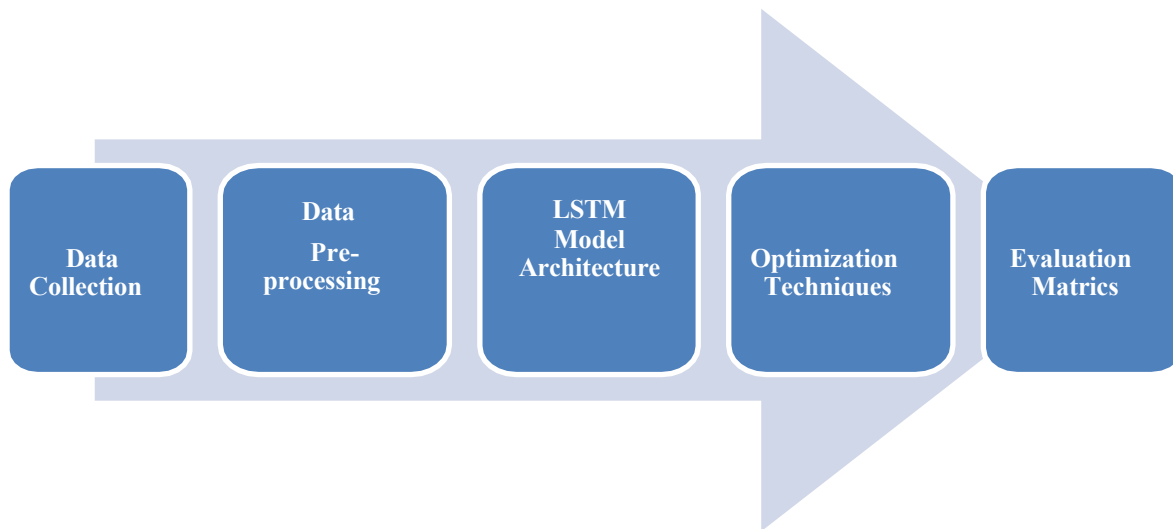 Data
Collection
Data
Pre-
processing
LSTM
Model
Architecture
Optimization
Techniques
Evaluation
Matrics